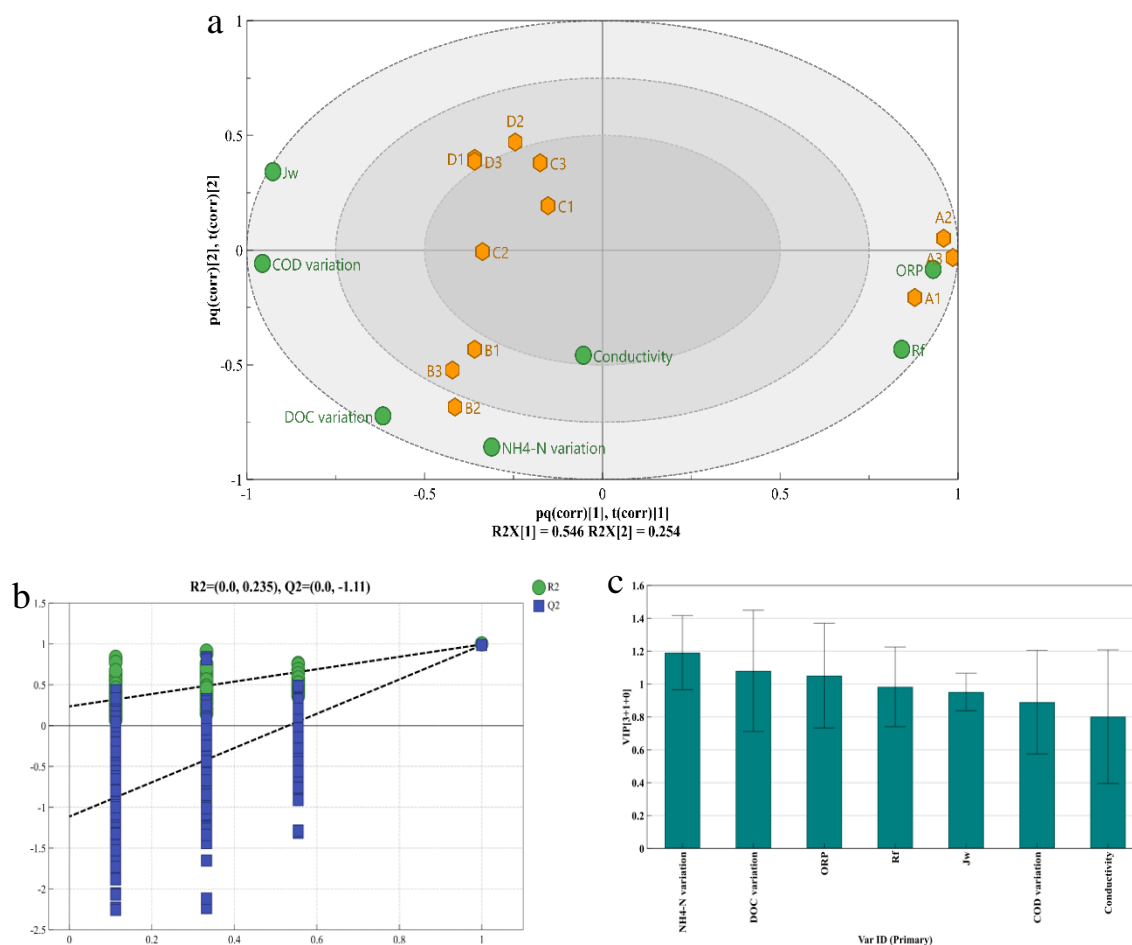 a
1
0.5
0
-0.5
-1
-1
-0.5
0
0.5
1
pq(corr)[2], t(corr)[2]
D2
D1
D3
C3
C1
C2
Jw
COD variation
A2
A3
ORP
A1
Rf
B1
Conductivity
B3
B2
DOC variation
NH4-N variation
pq(corr)[1], t(corr)[1]
R2X[1] = 0.546 R2X[2] = 0.254
b
R2=(0.0, 0.235), Q2=(0.0, -1.11)
R2
Q2
1.5
1
0.5
0
-0.5
-1
-1.5
-2
-2.5
0
0.2
0.4
0.6
0.8
1
c
1.6
1.4
1.2
1
0.8
0.6
0.4
0.2
0
VIP[3+1+0]
NH4-N variation
DOC variation
ORP
Rf
Jw
COD variation
Conductivity
Var ID (Primary)